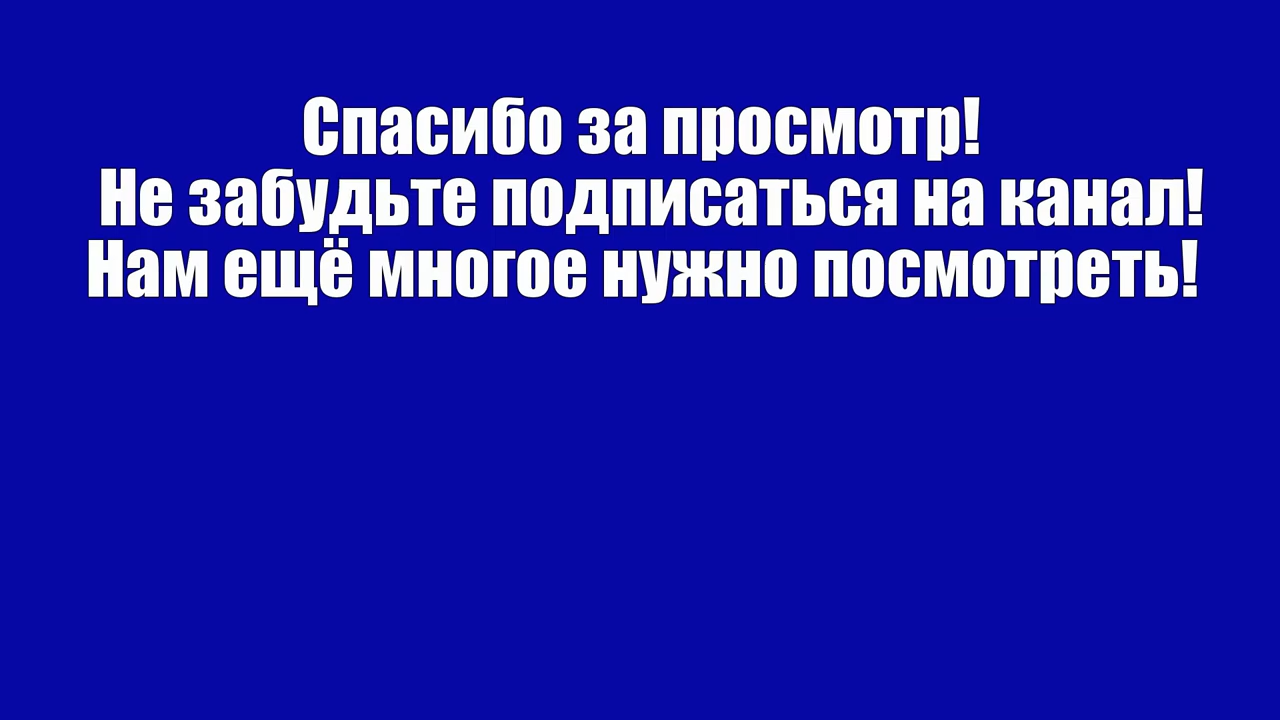 Спасибо за просмотр!
Не забудьте подписаться на канал!
Нам ещё многое нужно посмотреть!